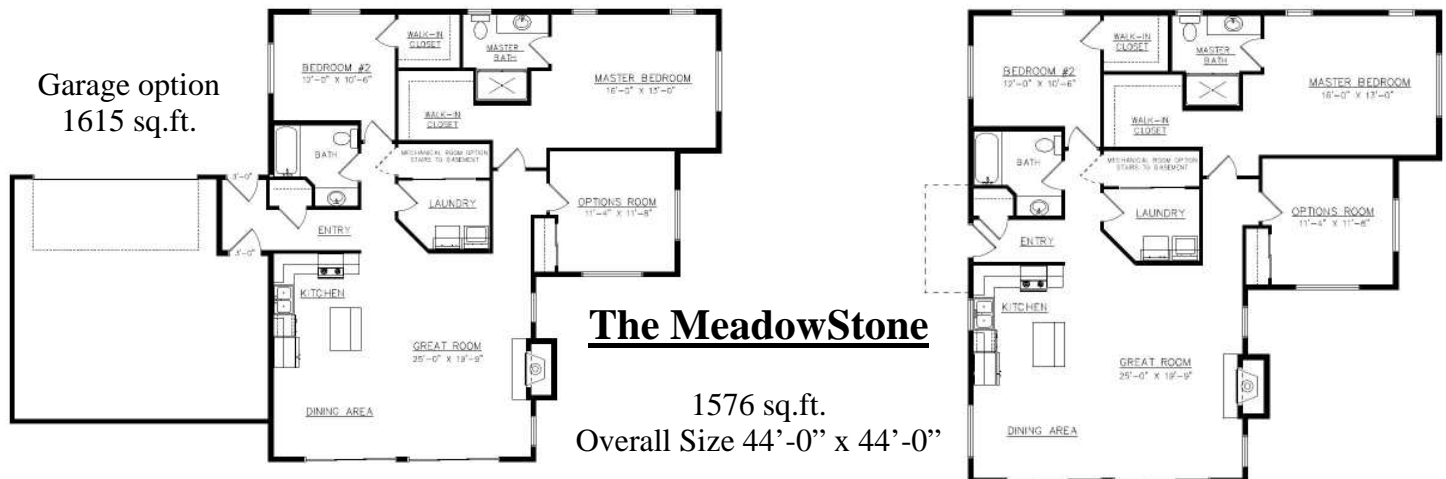 Garage option
1615 sq.ft.
BEDROOM #2
12'-0" X 10'-6"
WALK-IN
CLOSET
MASTER
BATH
MASTER BEDROOM
16'-0" X 13'-0"
WALK-IN
CLOSET
BATH
MECHANICAL ROOM OPTION
STAIRS TO BASEMENT
3'-0"
LAUNDRY
OPTIONS ROOM
11'-4" X 11'-8"
ENTRY
3'-0"
KITCHEN
GREAT ROOM
25'-0" X 19'-9"
DINING AREA
The MeadowStone
1576 sq.ft.
Overall Size 44’-0” x 44’-0”
BEDROOM #2
12'-0" X 10'-6"
WALK-IN
CLOSET
MASTER
BATH
MASTER BEDROOM
16'-0" X 13'-0"
WALK-IN
CLOSET
BATH
MECHANICAL ROOM OPTION
STAIRS TO BASEMENT
LAUNDRY
OPTIONS ROOM
11'-4" X 11'-8"
ENTRY
KITCHEN
GREAT ROOM
25'-0" X 19'-9"
DINING AREA